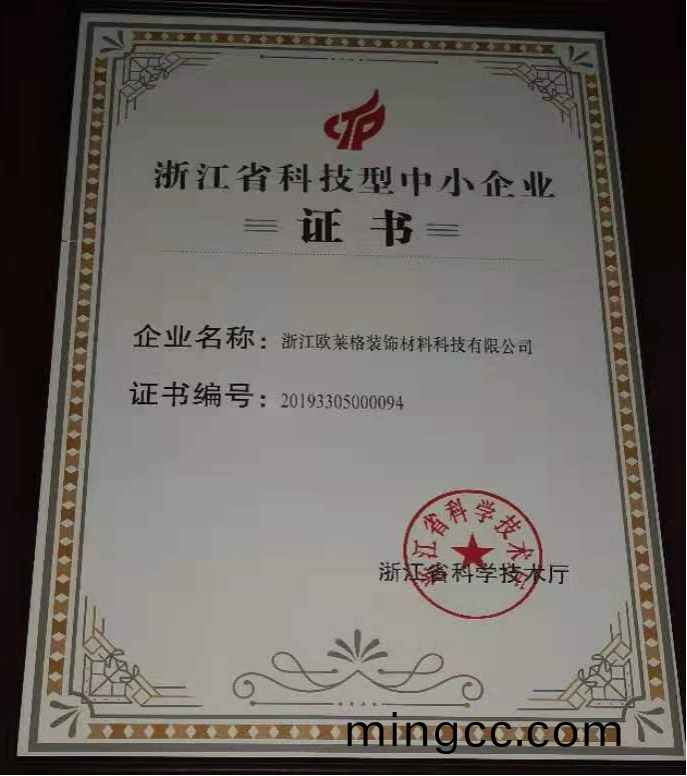 CTP
浙江省科技型中小企业
证书
企业名称：浙江欧莱格装饰材料科技有限公司
证书编号：20193305000094
浙江省科学技术厅
浙江省科学技术厅
mingcc.com